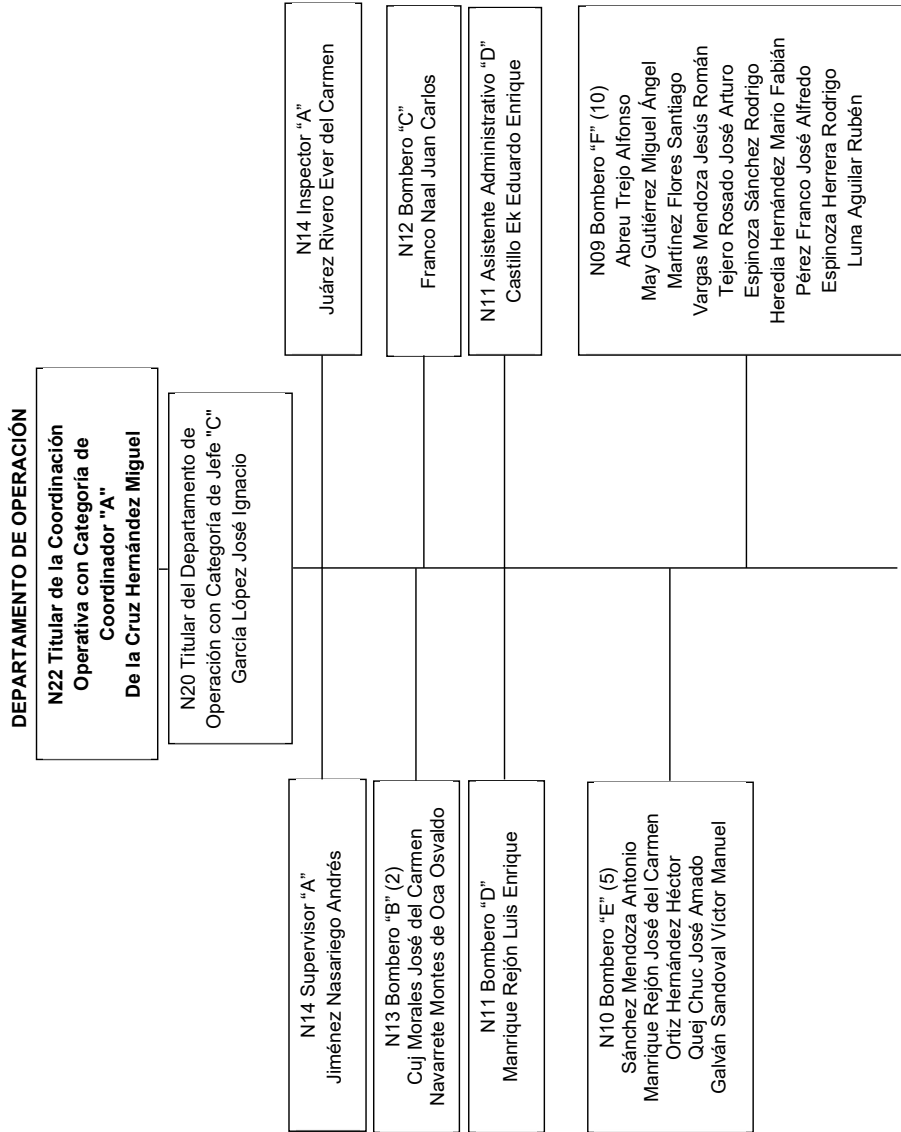 DEPARTAMENTO DE OPERACIÓN
N22 Titular de la Coordinación
Operativa con Categoría de
Coordinador "A"
De la Cruz Hernández Miguel
N20 Titular del Departamento de
Operación con Categoría de Jefe "C"
García López José Ignacio
N14 Supervisor “A”
Jiménez Nasariego Andrés
N14 Inspector “A”
Juárez Rivero Ever del Carmen
N13 Bombero “B” (2)
Cuj Morales José del Carmen
Navarrete Montes de Oca Osvaldo
N12 Bombero “C”
Franco Naal Juan Carlos
N11 Bombero “D”
Manrique Rejón Luis Enrique
N11 Asistente Administrativo “D”
Castillo Ek Eduardo Enrique
N10 Bombero “E” (5)
Sánchez Mendoza Antonio
Manrique Rejón José del Carmen
Ortiz Hernández Héctor
Quej Chuc José Amado
Galván Sandoval Víctor Manuel
N09 Bombero “F” (10)
Abreu Trejo Alfonso
May Gutiérrez Miguel Ángel
Martínez Flores Santiago
Vargas Mendoza Jesús Román
Tejero Rosado José Arturo
Espinoza Sánchez Rodrigo
Heredia Hernández Mario Fabián
Pérez Franco José Alfredo
Espinoza Herrera Rodrigo
Luna Aguilar Rubén